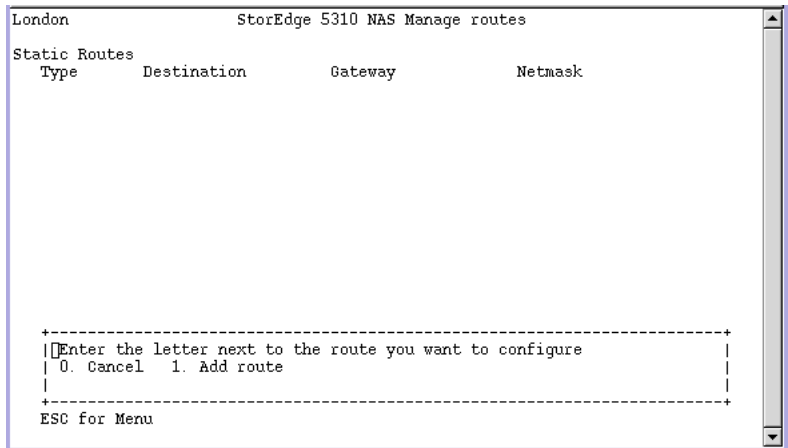 London StorEdge 5310 NAS Manage routes
Static Routes
Type Destination Gateway Netmask
Enter the letter next to the route you want to configure
0. Cancel 1. Add route
ESC for Menu